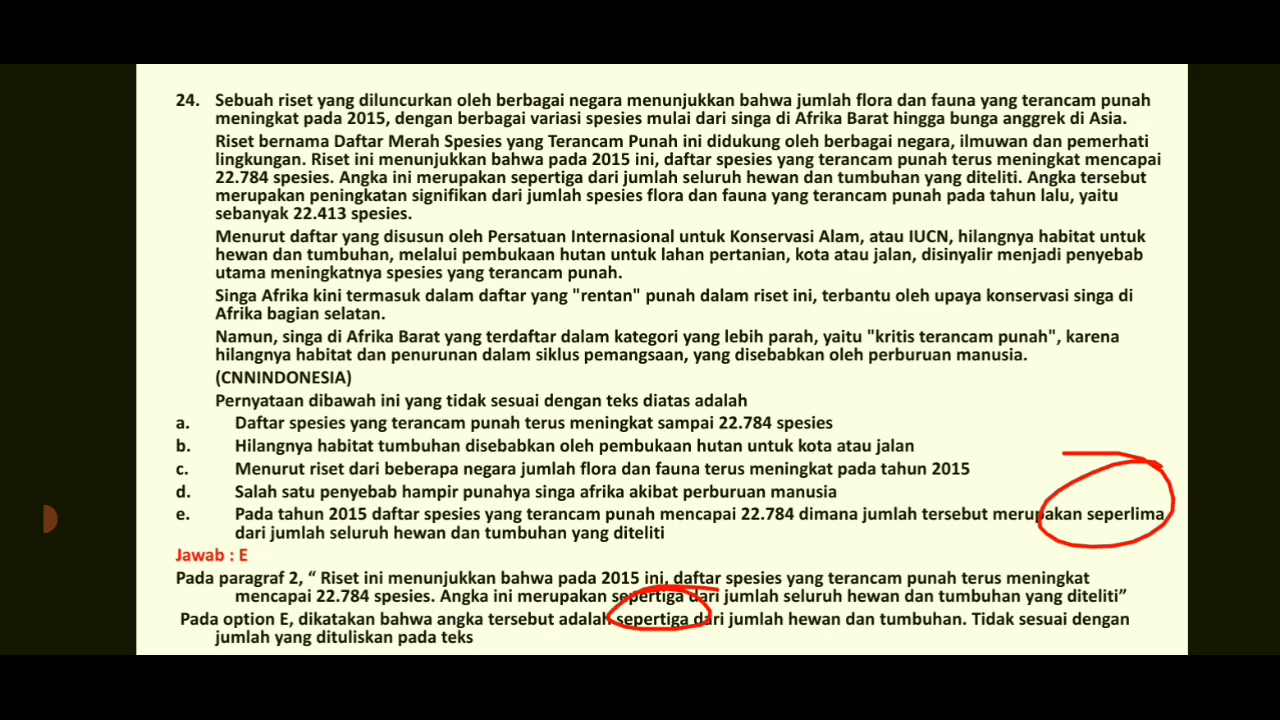 24. Sebuah riset yang diluncurkan oleh berbagai negara menunjukkan bahwa jumlah flora dan fauna yang terancam punah
meningkat pada 2015, dengan berbagai variasi spesies mulai dari singa di Afrika Barat hingga bunga anggrek di Asia.
Riset bernama Daftar Merah Spesies yang Terancam Punah ini didukung oleh berbagai negara, ilmuwan dan pemerhati
lingkungan. Riset ini menunjukkan bahwa pada 2015 ini, daftar spesies yang terancam punah terus meningkat mencapai
22.784 spesies. Angka ini merupakan sepertiga dari jumlah seluruh hewan dan tumbuhan yang diteliti. Angka tersebut
merupakan peningkatan signifikan dari jumlah spesies flora dan fauna yang terancam punah pada tahun lalu, yaitu
sebanyak 22.413 spesies.
Menurut daftar yang disusun oleh Persatuan Internasional untuk Konservasi Alam, atau IUCN, hilangnya habitat untuk
hewan dan tumbuhan, melalui pembukaan hutan untuk lahan pertanian, kota atau jalan, disinyalir menjadi penyebab
utama meningkatnya spesies yang terancam punah.
Singa Afrika kini termasuk dalam daftar yang "rentan" punah dalam riset ini, terbantu oleh upaya konservasi singa di
Afrika bagian selatan.
Namun, singa di Afrika Barat yang terdaftar dalam kategori yang lebih parah, yaitu "kritis terancam punah", karena
hilangnya habitat dan penurunan dalam siklus pemangsaan, yang disebabkan oleh perburuan manusia.
(CNNINDONESIA)
Pernyataan dibawah ini yang tidak sesuai dengan teks diatas adalah
a. Daftar spesies yang terancam punah terus meningkat sampai 22.784 spesies
b. Hilangnya habitat tumbuhan disebabkan oleh pembukaan hutan untuk kota atau jalan
c. Menurut riset dari beberapa negara jumlah flora dan fauna terus meningkat pada tahun 2015
d. Salah satu penyebab hampir punahya singa afrika akibat perburuan manusia
e. Pada tahun 2015 daftar spesies yang terancam punah mencapai 22.784 dimana jumlah tersebut merupakan seperlima
dari jumlah seluruh hewan dan tumbuhan yang diteliti
Jawab : E
Pada paragraf 2, “ Riset ini menunjukkan bahwa pada 2015 ini, daftar spesies yang terancam punah terus meningkat
mencapai 22.784 spesies. Angka ini merupakan sepertiga dari jumlah seluruh hewan dan tumbuhan yang diteliti”
Pada option E, dikatakan bahwa angka tersebut adalah sepertiga dari jumlah hewan dan tumbuhan. Tidak sesuai dengan
jumlah yang dituliskan pada teks